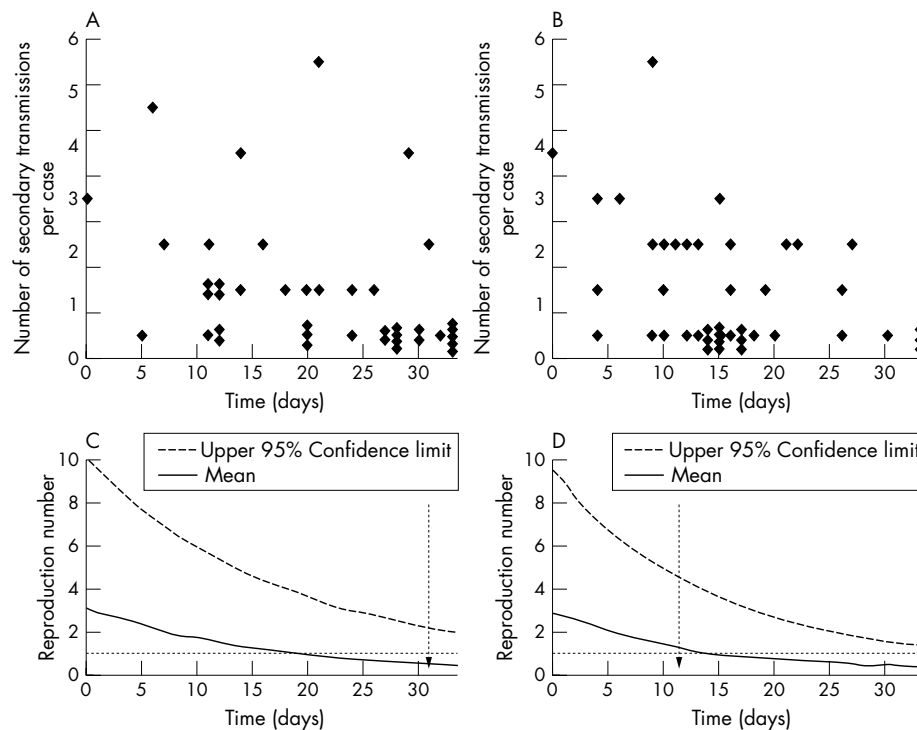 A
Number of secondary transmissions
per case
6
5
4
3
2
1
0
0 5 10 15 20 25 30
Time (days)
B
Number of secondary transmissions
per case
6
5
4
3
2
1
0
0 5 10 15 20 25 30
Time (days)
C
Upper 95% Confidence limit
Mean
Reproduction number
10
8
6
4
2
0
0 5 10 15 20 25 30
Time (days)
D
Upper 95% Confidence limit
Mean
Reproduction number
10
8
6
4
2
0
0 5 10 15 20 25 30
Time (days)